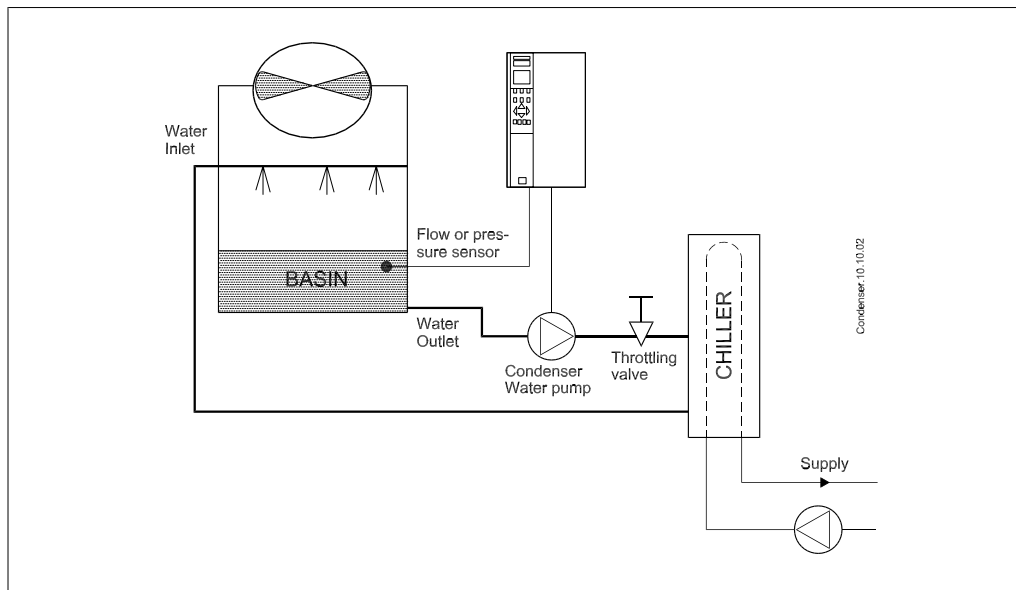 Water
Inlet
Flow or pres-
sure sensor
BASIN
Water
Outlet
Condenser
Water pump
Throttling
valve
CHILLER
Condenser.10.10.02
Supply